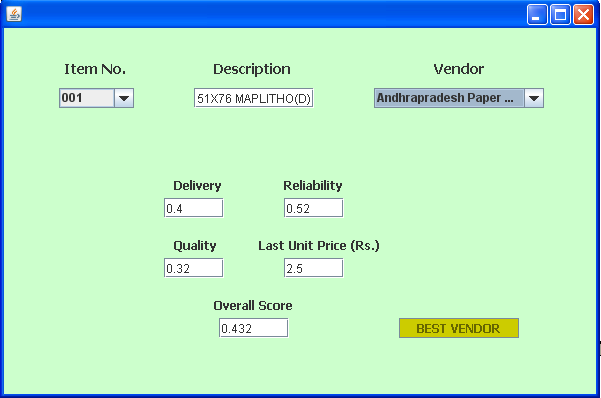 Item No. Description Vendor
001 51X76 MAPLITHO(D) Andhrapradesh Paper ...
Delivery Reliability
0.4 0.52
Quality Last Unit Price (Rs.)
0.32 2.5
Overall Score
0.432 BEST VENDOR